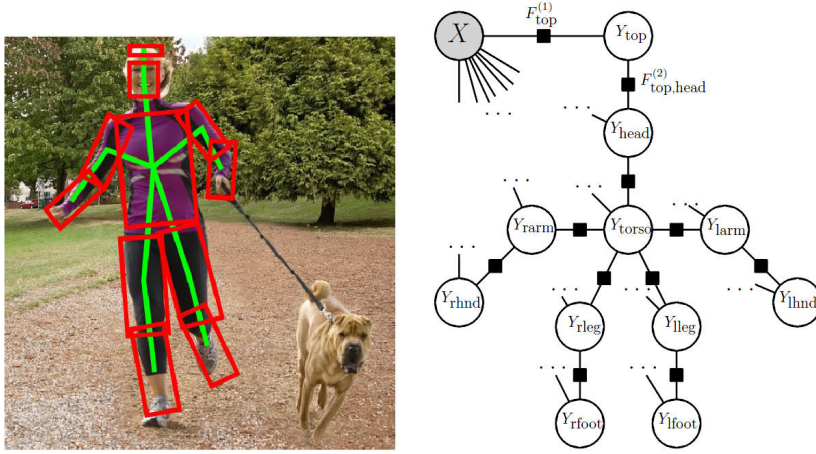 F_top^(1)
X
Y_top
F_top,head^(2)
. . .
. . .
Y_head
. . .
. . .
. . .
Y_rarm
Y_torso
Y_larm
. . .
. . .
Y_rhnd
. . .
. . .
Y_lhnd
Y_rleg
Y_lleg
. . .
. . .
Y_rfoot
Y_lfoot